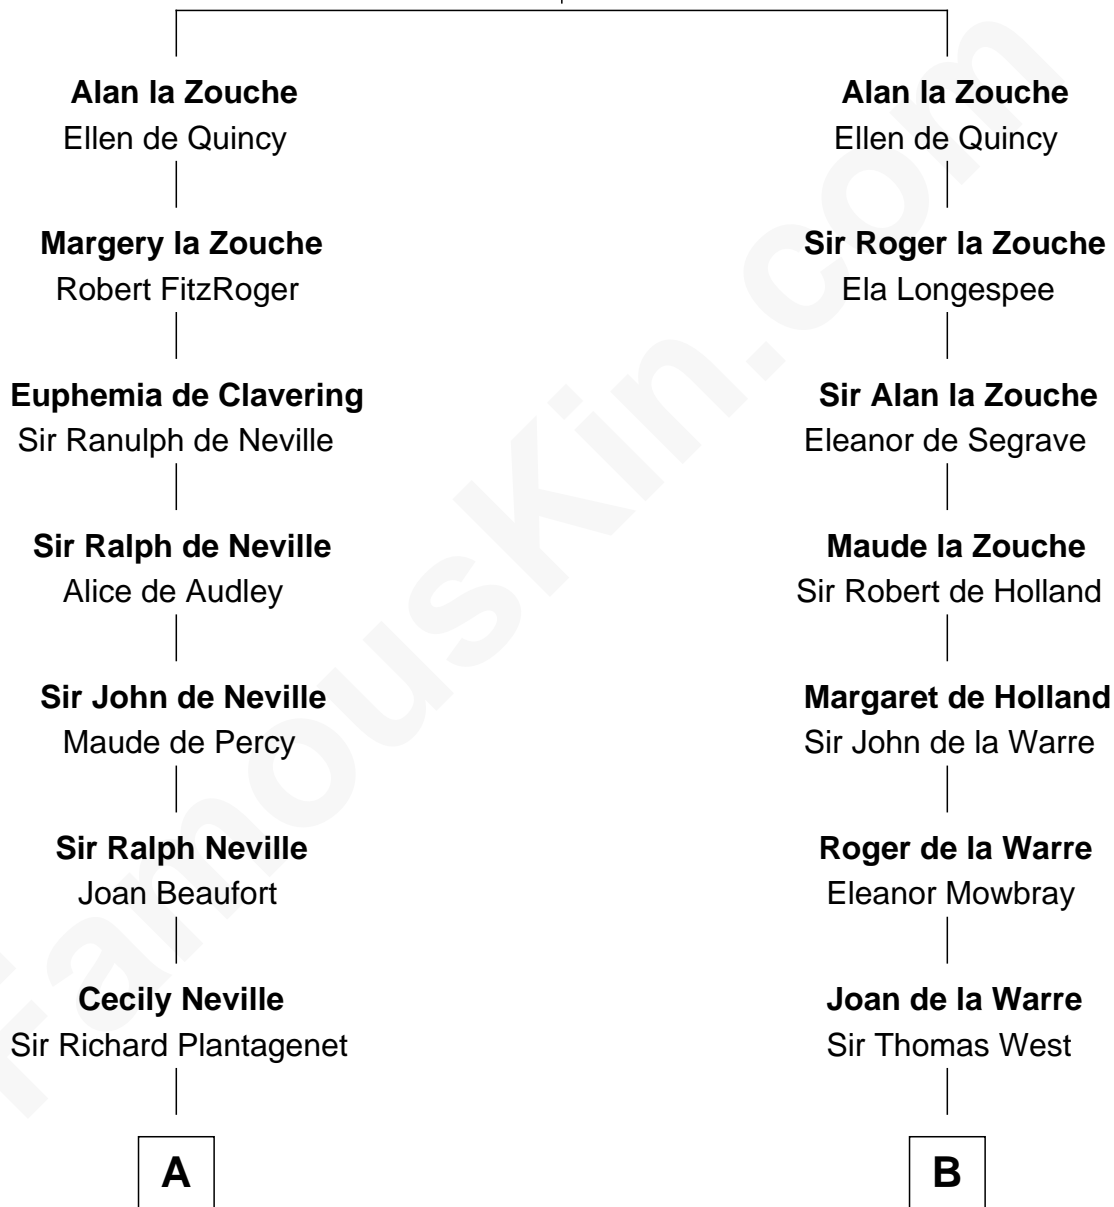 Alan la Zouche
Ellen de Quincy
Margery la Zouche
Robert FitzRoger
Euphemia de Clavering
Sir Ranulph de Neville
Sir Ralph de Neville
Alice de Audley
Sir John de Neville
Maude de Percy
Sir Ralph Neville
Joan Beaufort
Cecily Neville
Sir Richard Plantagenet
A
Alan la Zouche
Ellen de Quincy
Sir Roger la Zouche
Ela Longespee
Sir Alan la Zouche
Eleanor de Segrave
Maude la Zouche
Sir Robert de Holland
Margaret de Holland
Sir John de la Warre
Roger de la Warre
Eleanor Mowbray
Joan de la Warre
Sir Thomas West
B
FamousKin.com